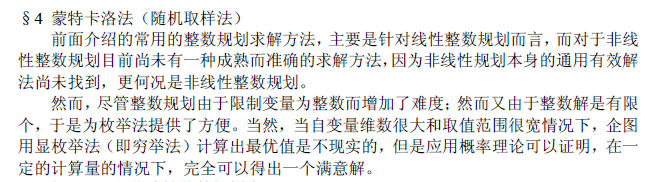 §4 蒙特卡洛法（随机取样法）
前面介绍的常用的整数规划求解方法，主要是针对线性整数规划而言，而对于非线
性整数规划目前尚未有一种成熟而准确的求解方法，因为非线性规划本身的通用有效解
法尚未找到，更何况是非线性整数规划。
然而，尽管整数规划由于限制变量为整数而增加了难度；然而又由于整数解是有限
个，于是为枚举法提供了方便。当然，当自变量维数很大和取值范围很宽情况下，企图
用显枚举法（即穷举法）计算出最优值是不现实的，但是应用概率理论可以证明，在一
定的计算量的情况下，完全可以得出一个满意解。